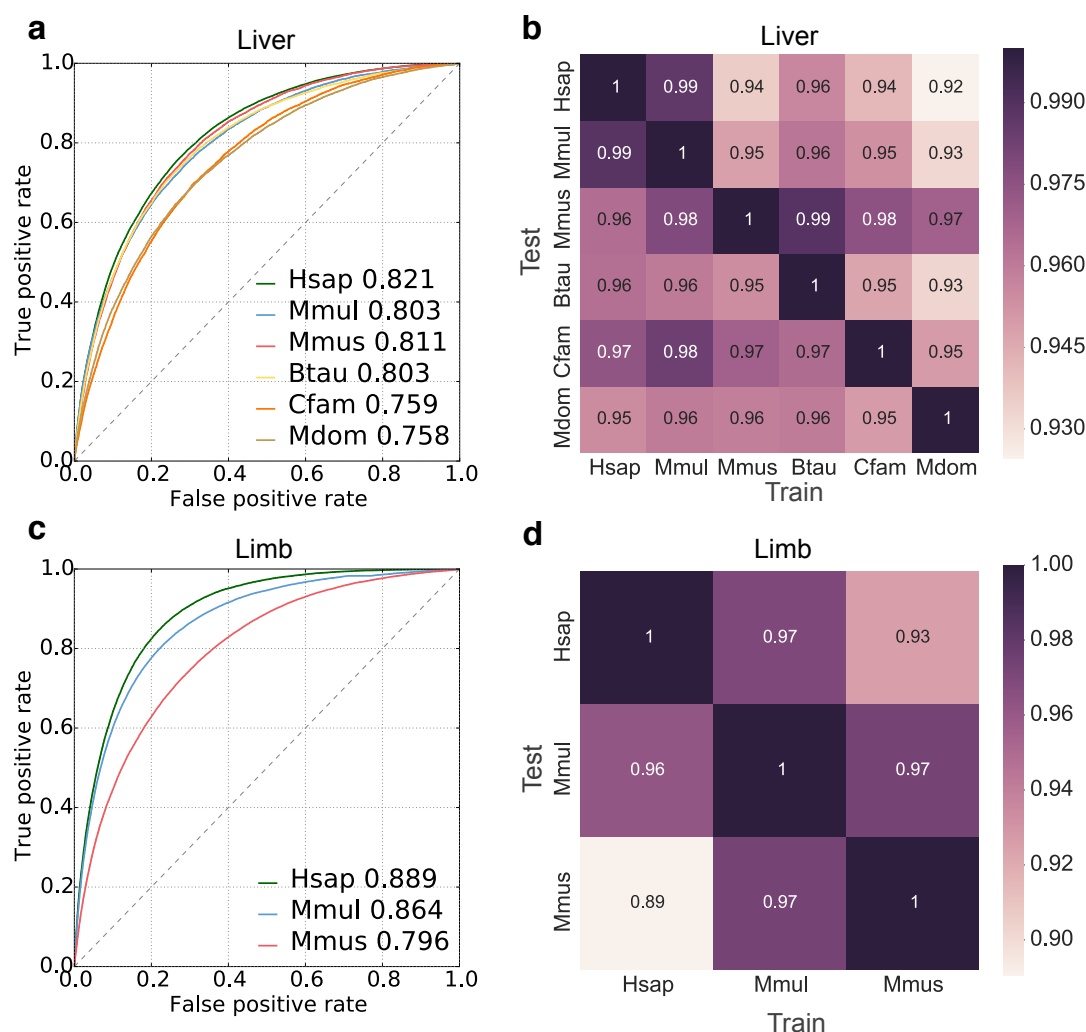 a
Liver
1.0
0.8
0.6
0.4
0.2
0.0
0.0 0.2 0.4 0.6 0.8 1.0
True positive rate
False positive rate
Hsap 0.821
Mmul 0.803
Mmus 0.811
Btau 0.803
Cfam 0.759
Mdom 0.758
b
Liver
Test
Hsap 1 0.99 0.94 0.96 0.94 0.92
Mmul 0.99 1 0.95 0.96 0.95 0.93
Mmus 0.96 0.98 1 0.99 0.98 0.97
Btau 0.96 0.96 0.95 1 0.95 0.93
Cfam 0.97 0.98 0.97 0.97 1 0.95
Mdom 0.95 0.96 0.96 0.96 0.95 1
Hsap Mmul Mmus Btau Cfam Mdom
Train
0.990
0.975
0.960
0.945
0.930
c
Limb
1.0
0.8
0.6
0.4
0.2
0.0
0.0 0.2 0.4 0.6 0.8 1.0
True positive rate
False positive rate
Hsap 0.889
Mmul 0.864
Mmus 0.796
d
Limb
Test
Hsap 1 0.97 0.93
Mmul 0.96 1 0.97
Mmus 0.89 0.97 1
Hsap Mmul Mmus
Train
1.00
0.98
0.96
0.94
0.92
0.90